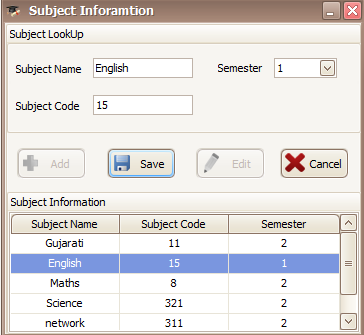 Subject Inforamtion
Subject LookUp
Subject Name English Semester 1
Subject Code 15
Add Save Edit Cancel
Subject Information
Subject Name Subject Code Semester
Gujarati 11 2
English 15 1
Maths 8 2
Science 321 2
network 311 2